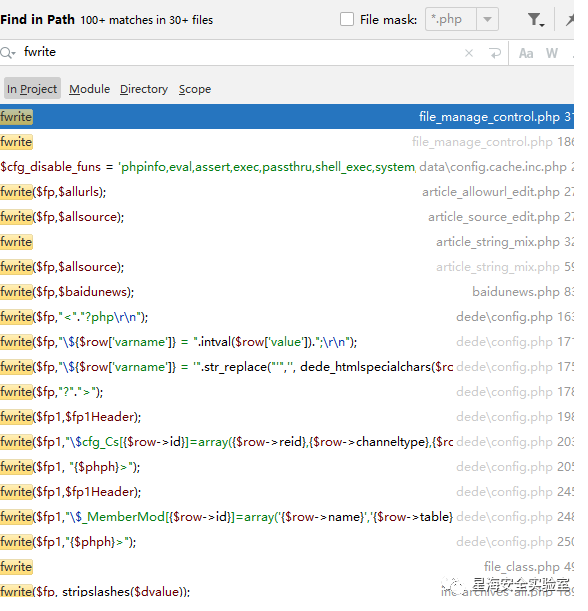 Find in Path 100+ matches in 30+ files File mask: *.php
fwrite Aa W
In Project Module Directory Scope
fwrite file_manage_control.php 31
fwrite file_manage_control.php 186
$cfg_disable_funs = 'phpinfo,eval,assert,exec,passthru,shell_exec,system, data\config.cache.inc.php
fwrite($fp,$allurls); article_allowurl_edit.php 27
fwrite($fp,$allsource); article_source_edit.php 27
fwrite article_string_mix.php 32
fwrite($fp,$allsource); article_string_mix.php 59
fwrite($fp,$baidunews); baidunews.php 83
fwrite($fp,"<"."?php\r\n"); dede\config.php 163
fwrite($fp,"\${$row['varname']} = ".intval($row['value']).";\r\n"); dede\config.php 171
fwrite($fp,"\${$row['varname']} = '".str_replace("'",'', dede_htmlspecialchars($ro dede\config.php 175
fwrite($fp,"?".">"); dede\config.php 178
fwrite($fp1,$fp1Header); dede\config.php 198
fwrite($fp1,"\$cfg_Cs[{$row->id}]=array({$row->reid},{$row->channeltype},{$ro dede\config.php 203
fwrite($fp1, "{$phph}>"); dede\config.php 205
fwrite($fp1,$fp1Header); dede\config.php 245
fwrite($fp1,"\$_MemberMod[{$row->id}]=array('{$row->name}','{$row->table} dede\config.php 248
fwrite($fp1,"{$phph}>"); dede\config.php 250
fwrite file_class.php 49
fwrite($fp, stripslashes($dvalue));
星海安全实验室